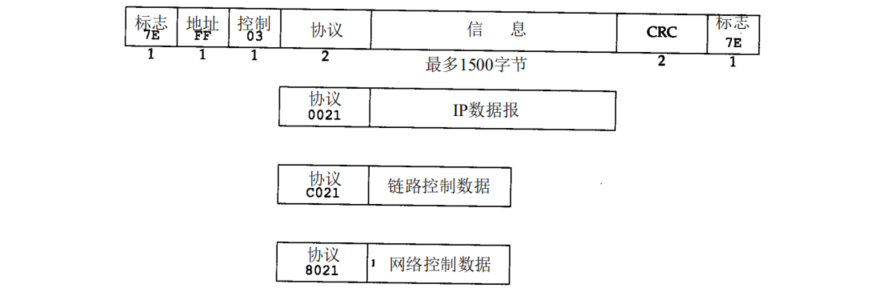 标志 地址 控制 协议 信 息 CRC 标志
7E FF 03 7E
1 1 1 2 最多1500字节 2 1
协议 IP数据报
0021
协议 链路控制数据
C021
协议 网络控制数据
8021